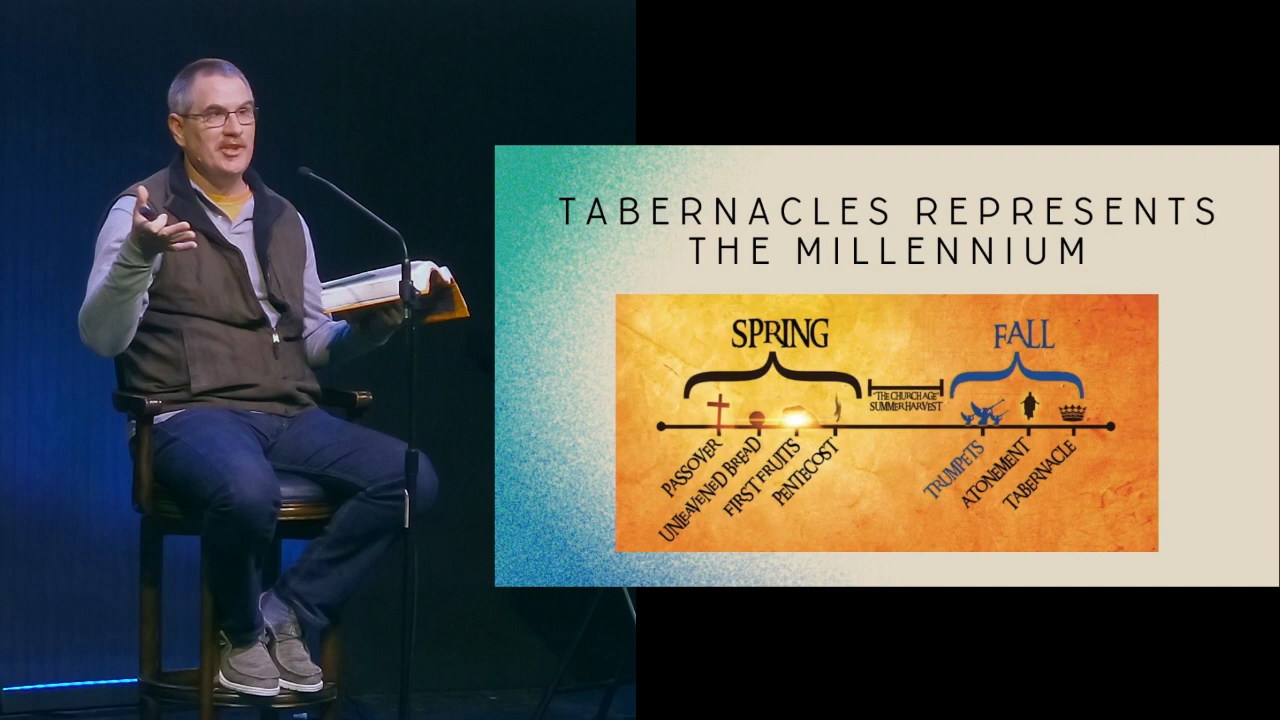 TABERNACLES REPRESENTS
THE MILLENNIUM
SPRING
FALL
"THE CHURCH AGE"
SUMMER HARVEST
PASSOVER
UNLEAVENED BREAD
FIRST FRUITS
PENTECOST
TRUMPETS
ATONEMENT
TABERNACLE